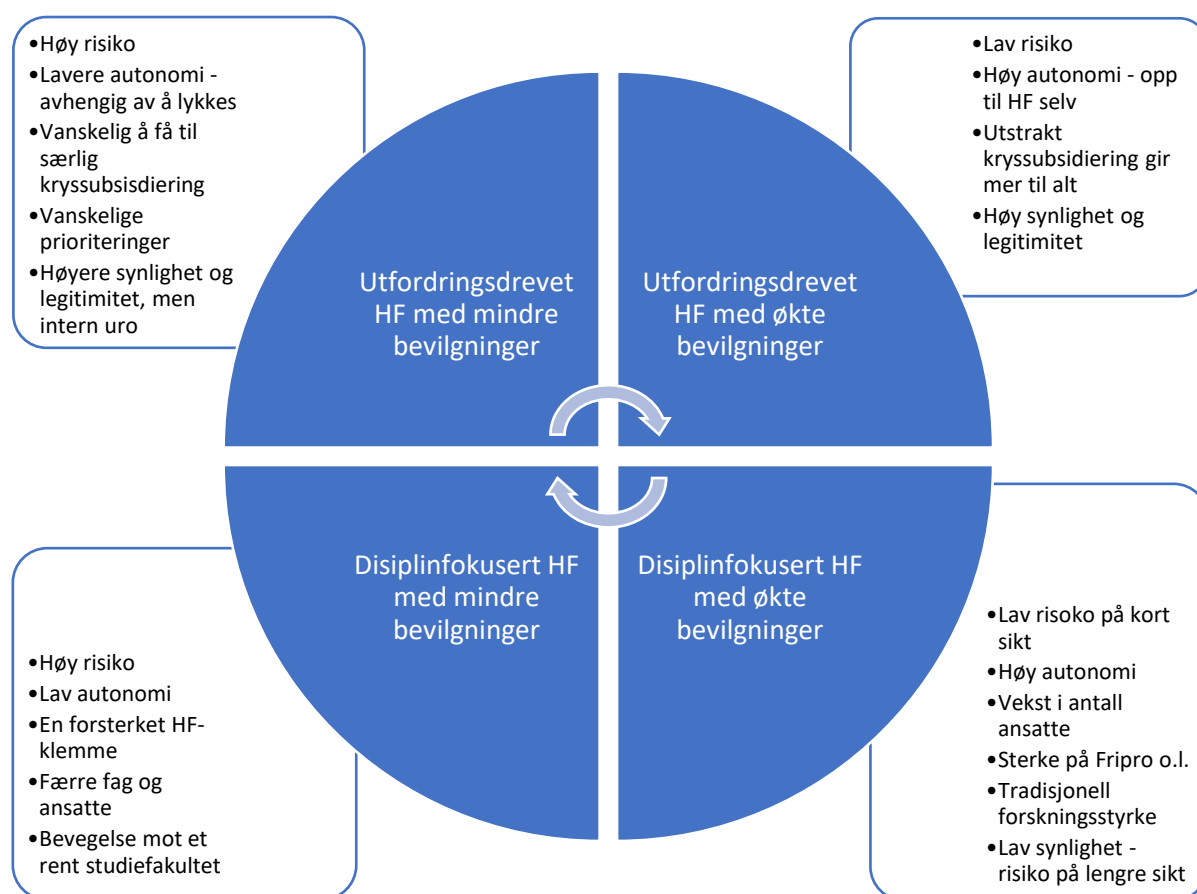 •Høy risiko
•Lavere autonomi -
avhengig av å lykkes
•Vanskelig å få til
særlig
kryssubsisdiering
•Vanskelige
prioriteringer
•Høyere synlighet og
legitimitet, men
intern uro
•Lav risiko
•Høy autonomi - opp
til HF selv
•Utstrakt
kryssubsidiering gir
mer til alt
•Høy synlighet og
legitimitet
Utfordringsdrevet
HF med mindre
bevilgninger
Utfordringsdrevet
HF med økte
bevilgninger
Disiplinfokusert HF
med mindre
bevilgninger
Disiplinfokusert HF
med økte
bevilgninger
•Høy risiko
•Lav autonomi
•En forsterket HF-
klemme
•Færre fag og
ansatte
•Bevegelse mot et
rent studiefakultet
•Lav risoko på kort
sikt
•Høy autonomi
•Vekst i antall
ansatte
•Sterke på Fripro o.l.
•Tradisjonell
forskningsstyrke
•Lav synlighet -
risiko på lengre sikt